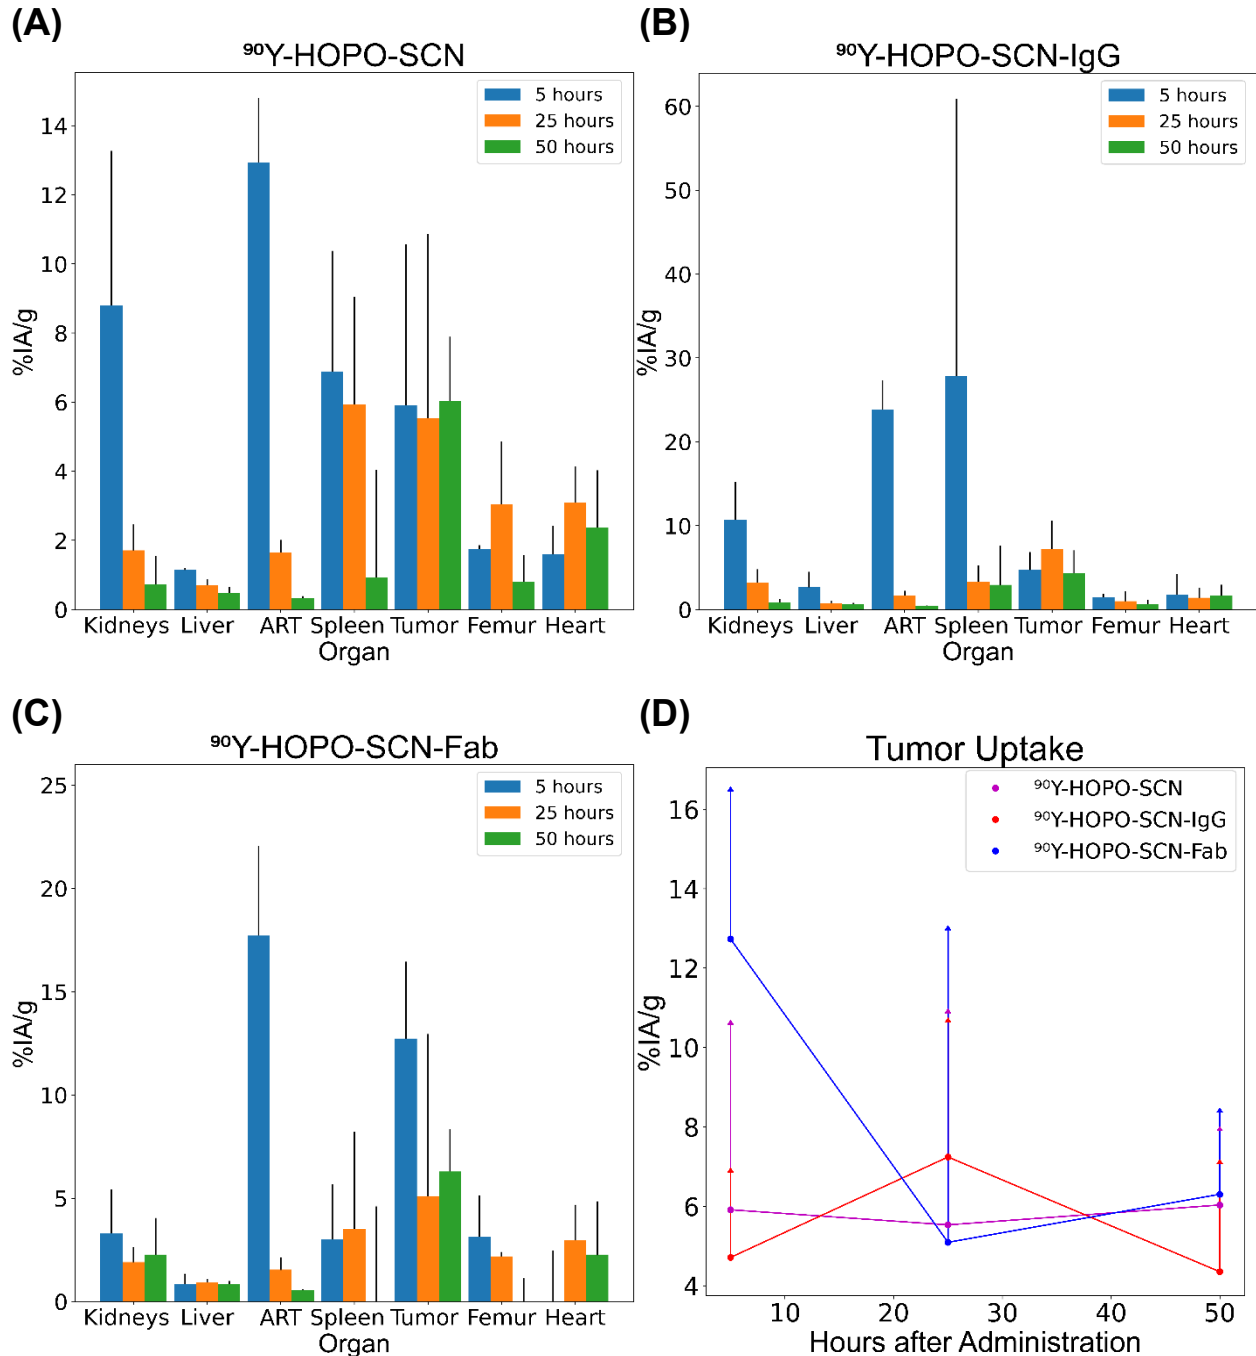 (A)
⁹⁰Y-HOPO-SCN
5 hours
25 hours
50 hours
14
12
10
8
6
4
2
0
%IA/g
Kidneys Liver ART Spleen Tumor Femur Heart
Organ
(B)
⁹⁰Y-HOPO-SCN-IgG
5 hours
25 hours
50 hours
60
50
40
30
20
10
0
%IA/g
Kidneys Liver ART Spleen Tumor Femur Heart
Organ
(C)
⁹⁰Y-HOPO-SCN-Fab
5 hours
25 hours
50 hours
25
20
15
10
5
0
%IA/g
Kidneys Liver ART Spleen Tumor Femur Heart
Organ
(D)
Tumor Uptake
⁹⁰Y-HOPO-SCN
⁹⁰Y-HOPO-SCN-IgG
⁹⁰Y-HOPO-SCN-Fab
16
14
12
10
8
6
4
%IA/g
10 20 30 40 50
Hours after Administration